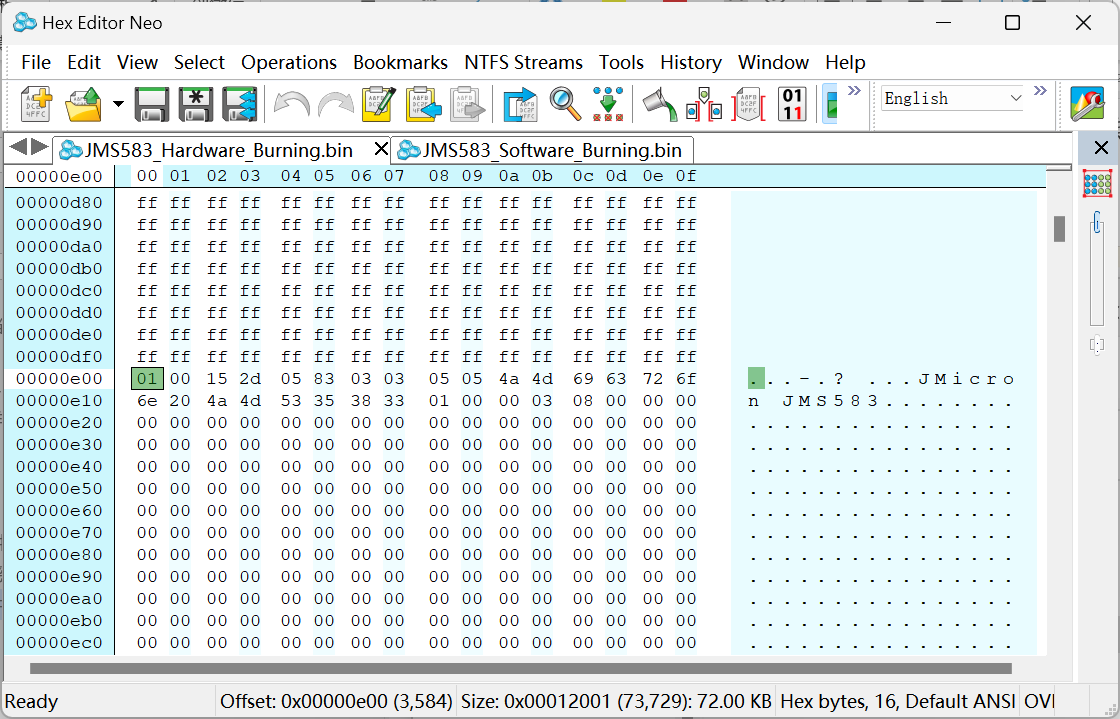 Hex Editor Neo
File Edit View Select Operations Bookmarks NTFS Streams Tools History Window Help
English
JMS583_Hardware_Burning.bin JMS583_Software_Burning.bin
00000e00 00 01 02 03 04 05 06 07 08 09 0a 0b 0c 0d 0e 0f
00000d80 ff ff ff ff ff ff ff ff ff ff ff ff ff ff ff ff
00000d90 ff ff ff ff ff ff ff ff ff ff ff ff ff ff ff ff
00000da0 ff ff ff ff ff ff ff ff ff ff ff ff ff ff ff ff
00000db0 ff ff ff ff ff ff ff ff ff ff ff ff ff ff ff ff
00000dc0 ff ff ff ff ff ff ff ff ff ff ff ff ff ff ff ff
00000dd0 ff ff ff ff ff ff ff ff ff ff ff ff ff ff ff ff
00000de0 ff ff ff ff ff ff ff ff ff ff ff ff ff ff ff ff
00000df0 ff ff ff ff ff ff ff ff ff ff ff ff ff ff ff ff
00000e00 01 00 15 2d 05 83 03 03 05 05 4a 4d 69 63 72 6f . . . - . ? . . . J M i c r o
00000e10 6e 20 4a 4d 53 35 38 33 01 00 00 03 08 00 00 00 n J M S 5 8 3 . . . . . . . .
00000e20 00 00 00 00 00 00 00 00 00 00 00 00 00 00 00 00 . . . . . . . . . . . . . . . .
00000e30 00 00 00 00 00 00 00 00 00 00 00 00 00 00 00 00 . . . . . . . . . . . . . . . .
00000e40 00 00 00 00 00 00 00 00 00 00 00 00 00 00 00 00 . . . . . . . . . . . . . . . .
00000e50 00 00 00 00 00 00 00 00 00 00 00 00 00 00 00 00 . . . . . . . . . . . . . . . .
00000e60 00 00 00 00 00 00 00 00 00 00 00 00 00 00 00 00 . . . . . . . . . . . . . . . .
00000e70 00 00 00 00 00 00 00 00 00 00 00 00 00 00 00 00 . . . . . . . . . . . . . . . .
00000e80 00 00 00 00 00 00 00 00 00 00 00 00 00 00 00 00 . . . . . . . . . . . . . . . .
00000e90 00 00 00 00 00 00 00 00 00 00 00 00 00 00 00 00 . . . . . . . . . . . . . . . .
00000ea0 00 00 00 00 00 00 00 00 00 00 00 00 00 00 00 00 . . . . . . . . . . . . . . . .
00000eb0 00 00 00 00 00 00 00 00 00 00 00 00 00 00 00 00 . . . . . . . . . . . . . . . .
00000ec0 00 00 00 00 00 00 00 00 00 00 00 00 00 00 00 00 . . . . . . . . . . . . . . . .
Ready Offset: 0x00000e00 (3,584) Size: 0x00012001 (73,729): 72.00 KB Hex bytes, 16, Default ANSI